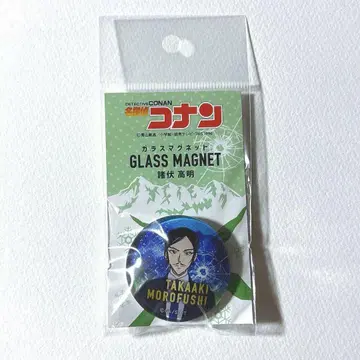 DETECTIVE CONAN
名探偵
コナン
ガラスマグネット
GLASS MAGNET
諸伏 高明
TAKAAKI
MOROFUSHI